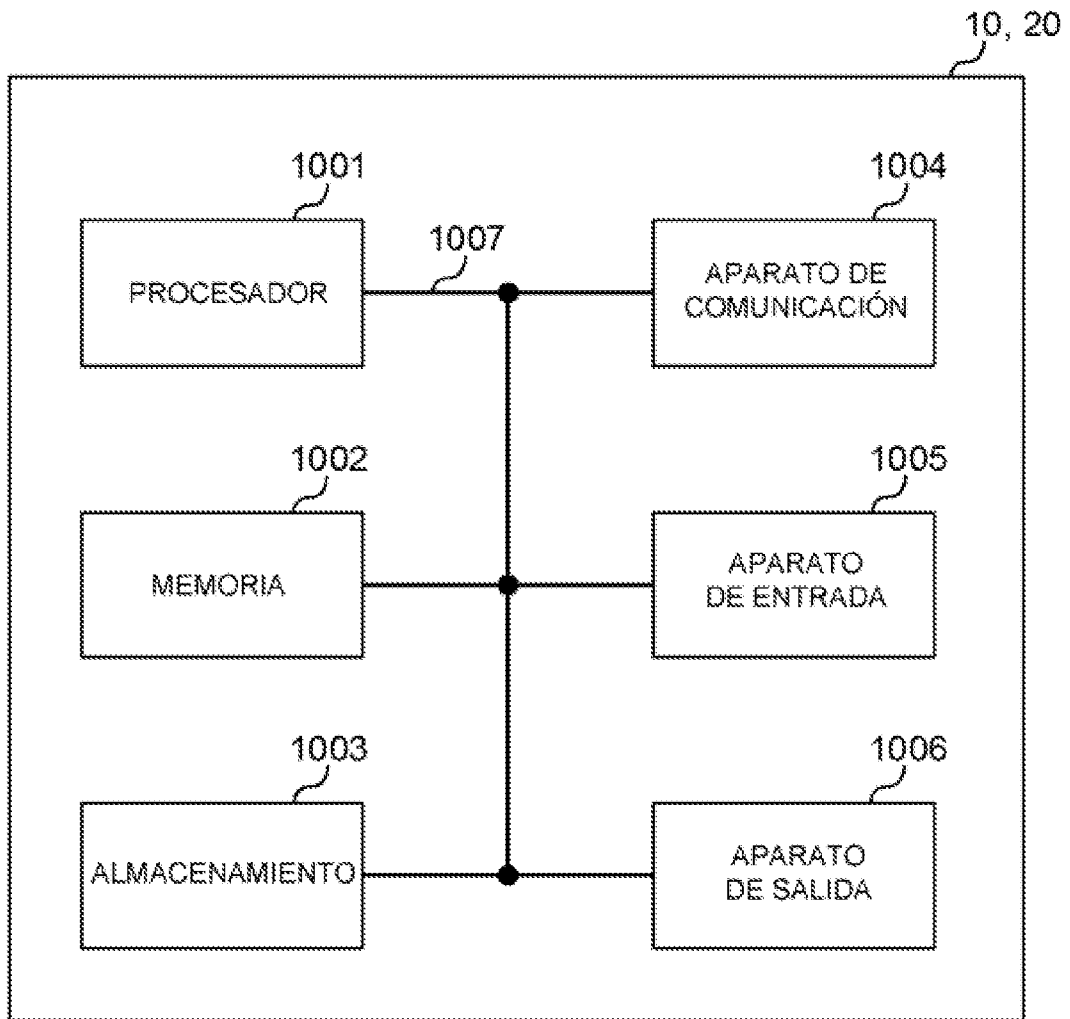 10, 20
1001
1004
1007
PROCESADOR
APARATO DE
COMUNICACIÓN
1002
1005
MEMORIA
APARATO
DE ENTRADA
1003
1006
ALMACENAMIENTO
APARATO
DE SALIDA